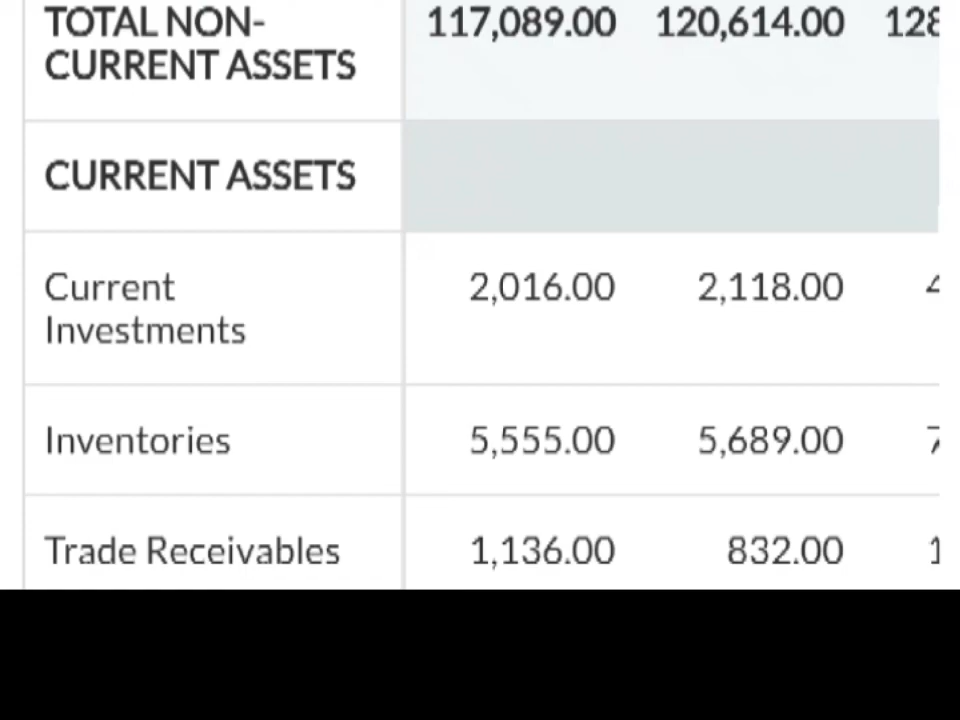 TOTAL NON- 117,089.00 120,614.00 128
CURRENT ASSETS
CURRENT ASSETS
Current 2,016.00 2,118.00
Investments
Inventories 5,555.00 5,689.00
Trade Receivables 1,136.00 832.00